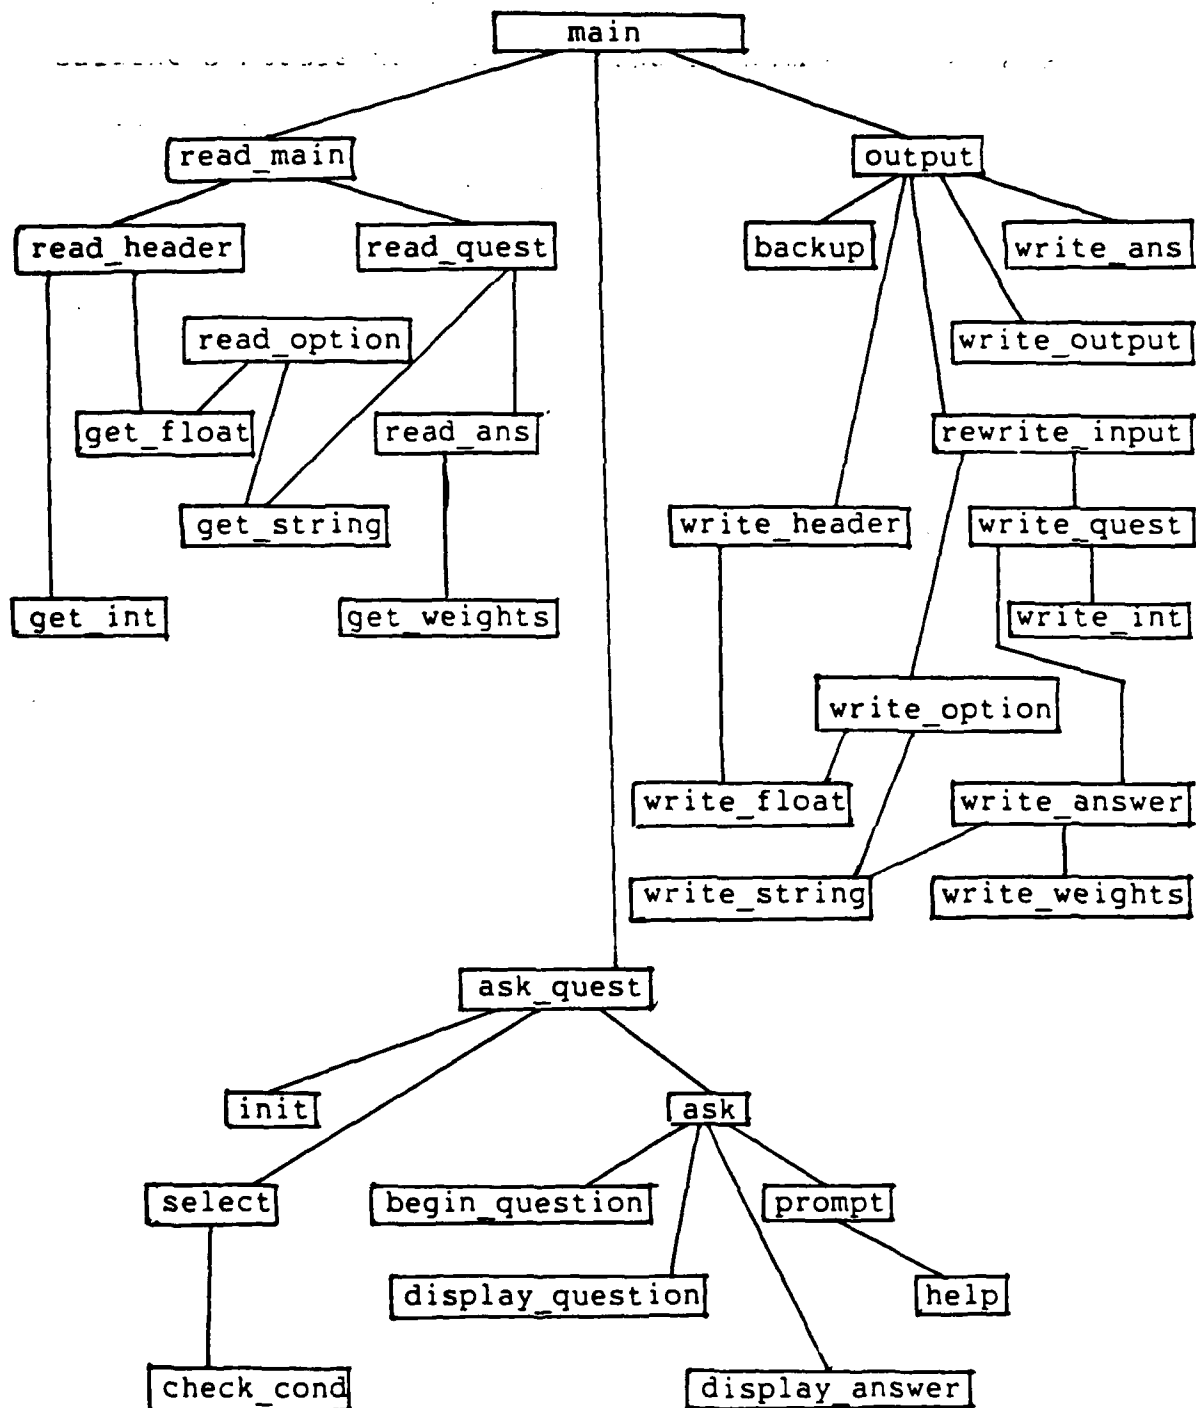 main
read_main
output
read_header
read_quest
backup
write_ans
read_option
write_output
get_float
read_ans
rewrite_input
get_string
write_header
write_quest
get_int
get_weights
write_int
write_option
write_float
write_answer
write_string
write_weights
ask_quest
init
ask
select
begin_question
prompt
display_question
help
check_cond
display_answer